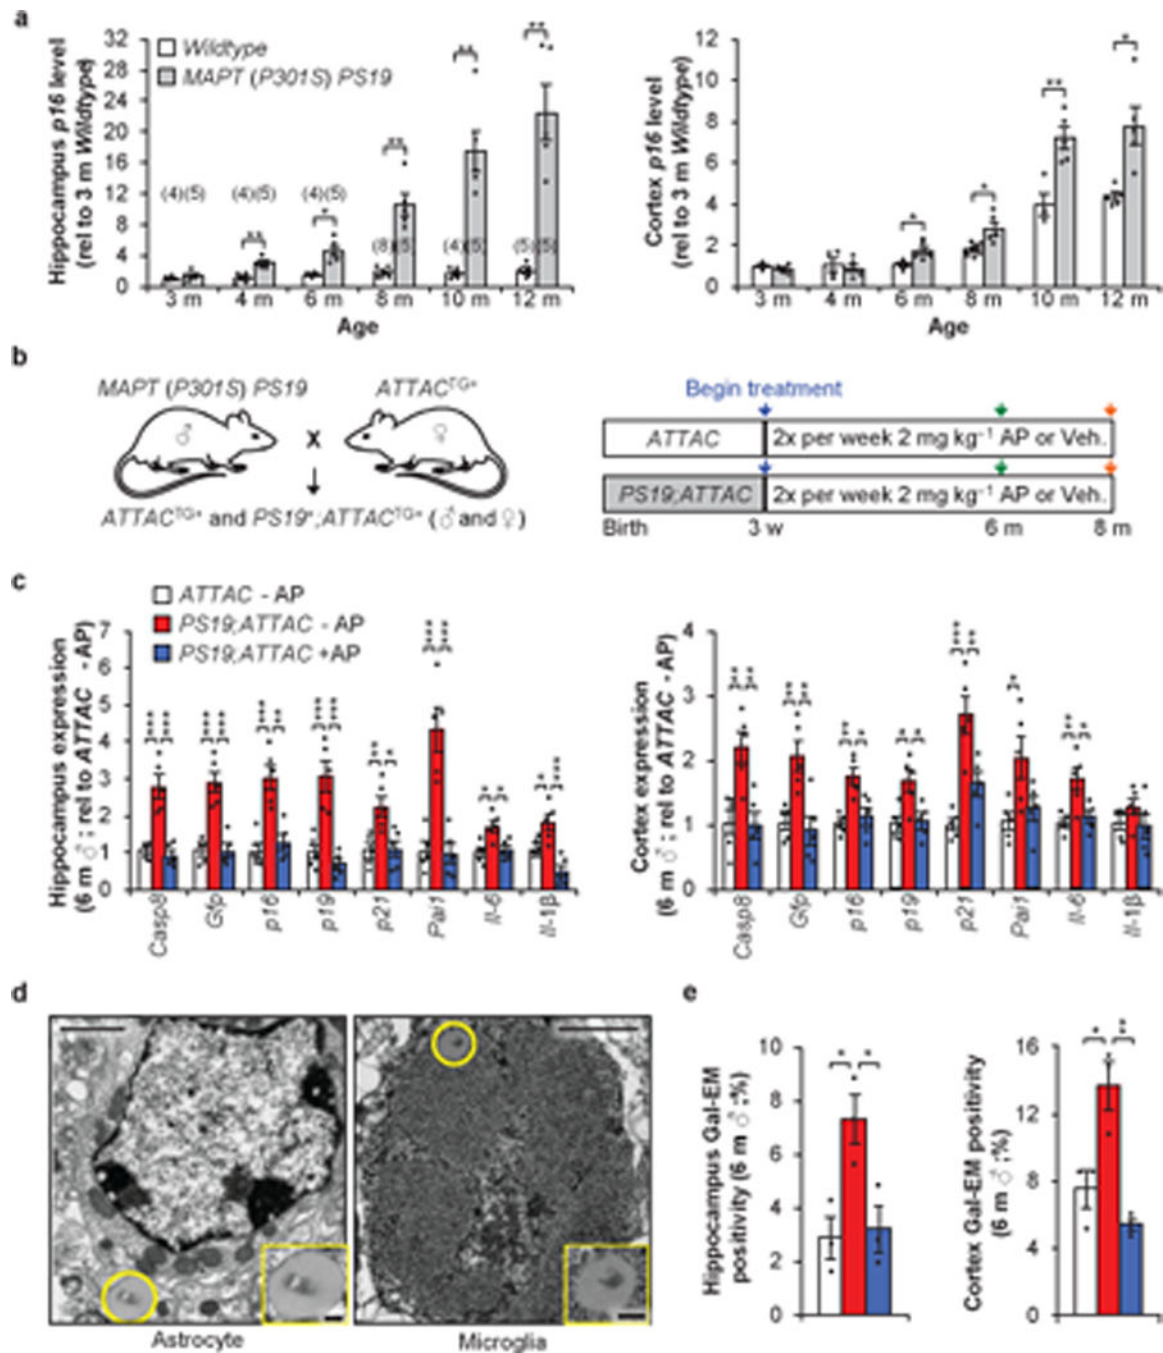 a
Hippocampus p16 level
(rel to 3 m Wildtype)
32
28
24
20
16
12
8
4
0
Wildtype
MAPT (P301S) PS19
** ** ** * **
(4)(5) (4)(5) (4)(5)
(8)(5) (4)(5) (5)(5)
3 m 4 m 6 m 8 m 10 m 12 m
Age
Cortex p16 level
(rel to 3 m Wildtype)
12
10
8
6
4
2
0
* * ** *
3 m 4 m 6 m 8 m 10 m 12 m
Age
b
MAPT (P301S) PS19 ATTAC^TG+
♂ X ♀
ATTAC^TG+ and PS19+;ATTAC^TG+ (♂ and ♀)
Begin treatment
ATTAC 2x per week 2 mg kg⁻¹ AP or Veh.
PS19;ATTAC 2x per week 2 mg kg⁻¹ AP or Veh.
Birth 3 w 6 m 8 m
c
ATTAC - AP
PS19;ATTAC - AP
PS19;ATTAC +AP
Hippocampus expression
(6 m ♂; rel to ATTAC - AP)
7
6
5
4
3
2
1
0
Casp8 Gfp p16 p19 p21 Pai1 Il-6 Il-1β
Cortex expression
(6 m ♂; rel to ATTAC - AP)
4
3
2
1
0
Casp8 Gfp p16 p19 p21 Pai1 Il-6 Il-1β
d
Astrocyte Microglia
e
Hippocampus Gal-EM
positivity (6 m ♂;%)
10
8
6
4
2
0
* *
Cortex Gal-EM positivity
(6 m ♂;%)
16
12
8
4
0
* **